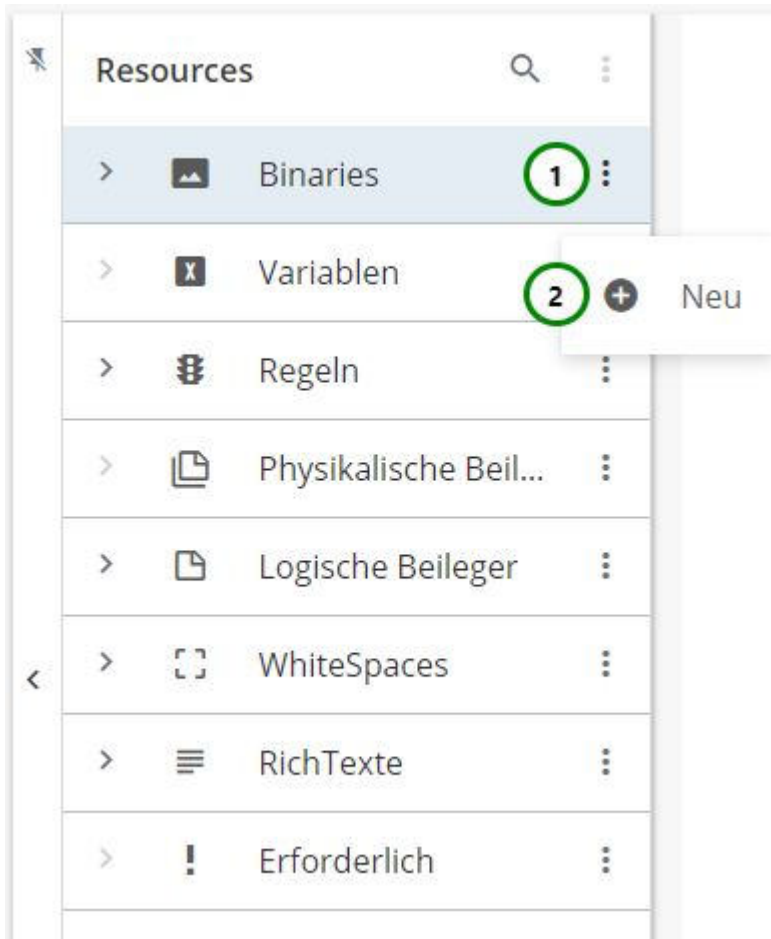 Resources
Binaries
1
Variablen
2
Neu
Regeln
Physikalische Beil...
Logische Beileger
WhiteSpaces
RichTexte
Erforderlich